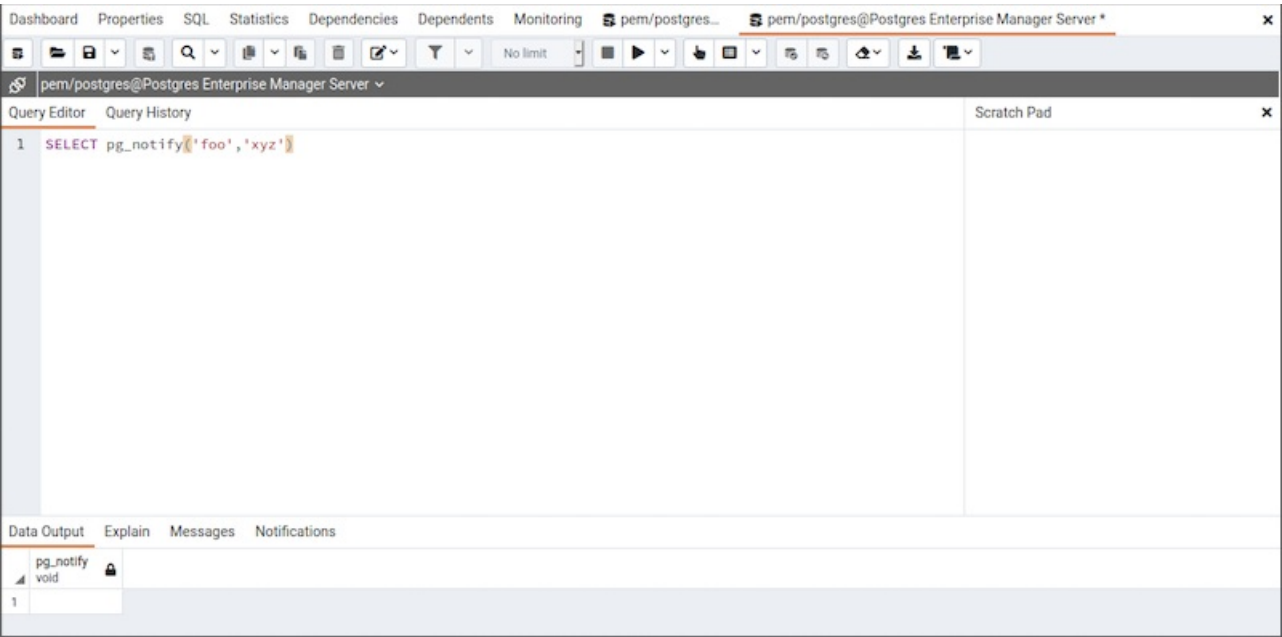 Dashboard Properties SQL Statistics Dependencies Dependents Monitoring pem/postgres... pem/postgres@Postgres Enterprise Manager Server *
No limit
pem/postgres@Postgres Enterprise Manager Server
Query Editor Query History Scratch Pad
1 SELECT pg_notify('foo','xyz')
Data Output Explain Messages Notifications
pg_notify
void
1